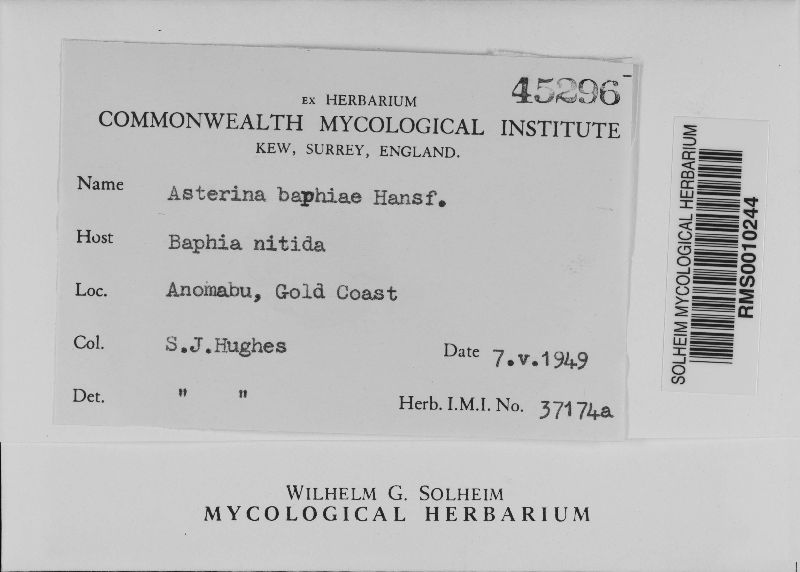 45296
EX HERBARIUM
COMMONWEALTH MYCOLOGICAL INSTITUTE
KEW, SURREY, ENGLAND.
Name Asterina baphiae Hansf.
Host Baphia nitida
Loc. Anomabu, Gold Coast
Col. S.J.Hughes Date 7.v.1949
Det. " " Herb. I.M.I. No. 37174a
SOLHEIM MYCOLOGICAL HERBARIUM
RMS0010244
WILHELM G. SOLHEIM
MYCOLOGICAL HERBARIUM